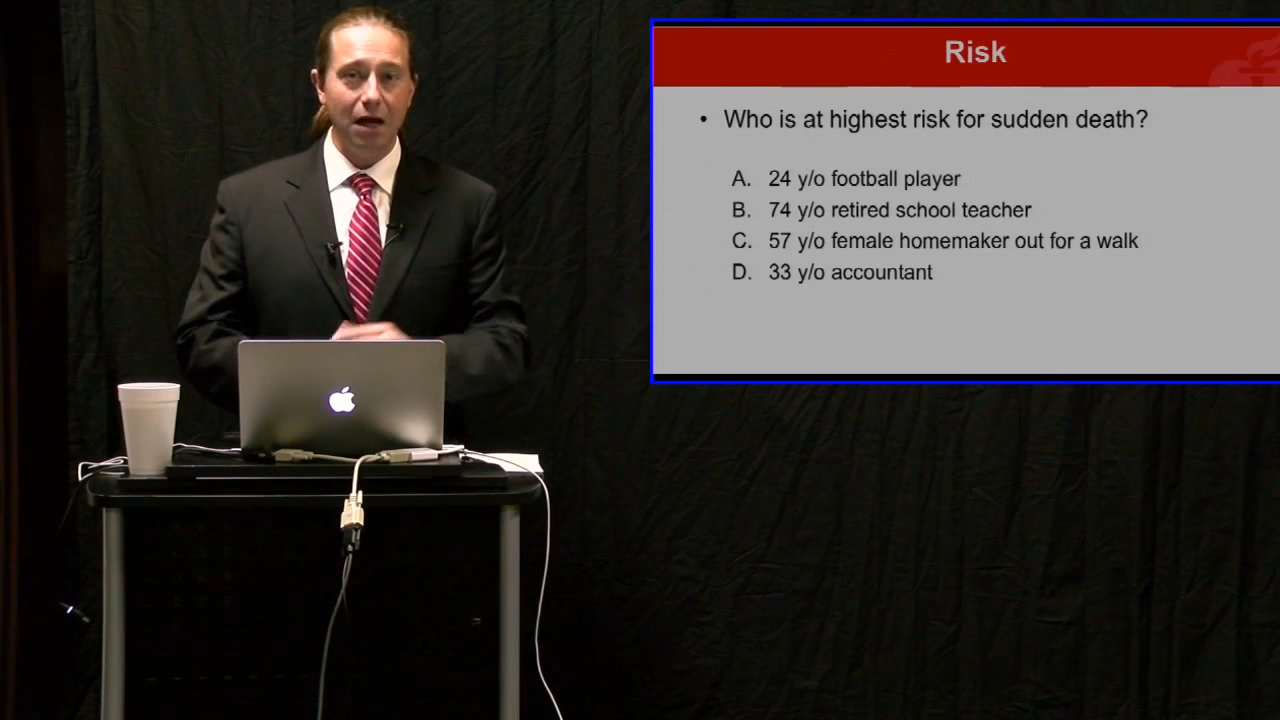 Risk
• Who is at highest risk for sudden death?
A. 24 y/o football player
B. 74 y/o retired school teacher
C. 57 y/o female homemaker out for a walk
D. 33 y/o accountant